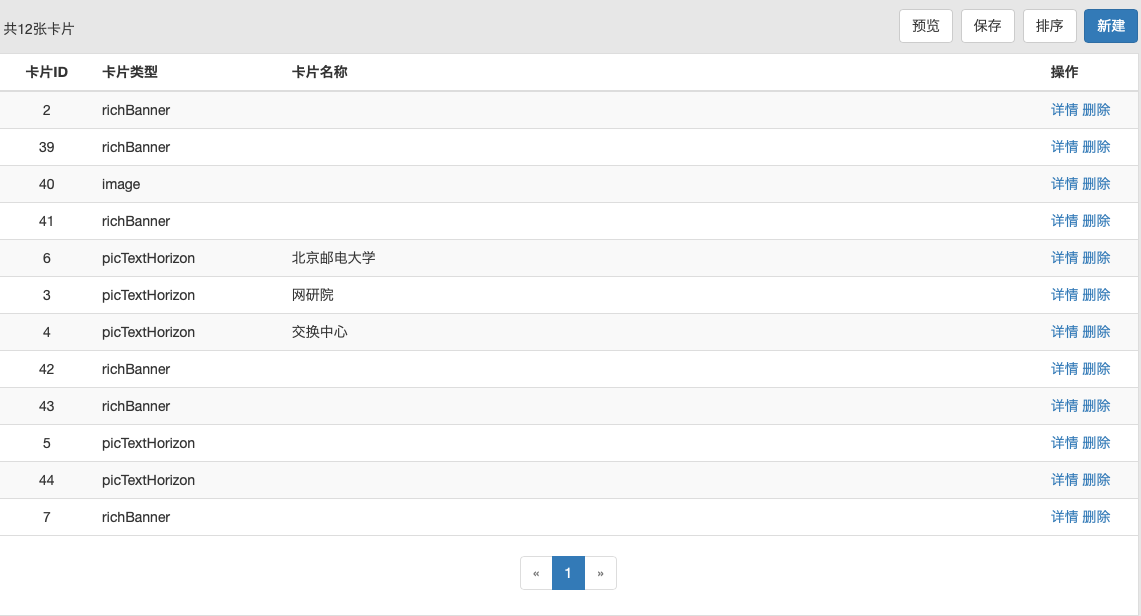 共12张卡片 预览 保存 排序 新建
卡片ID 卡片类型 卡片名称 操作
2 richBanner 详情 删除
39 richBanner 详情 删除
40 image 详情 删除
41 richBanner 详情 删除
6 picTextHorizon 北京邮电大学 详情 删除
3 picTextHorizon 网研院 详情 删除
4 picTextHorizon 交换中心 详情 删除
42 richBanner 详情 删除
43 richBanner 详情 删除
5 picTextHorizon 详情 删除
44 picTextHorizon 详情 删除
7 richBanner 详情 删除
« 1 »